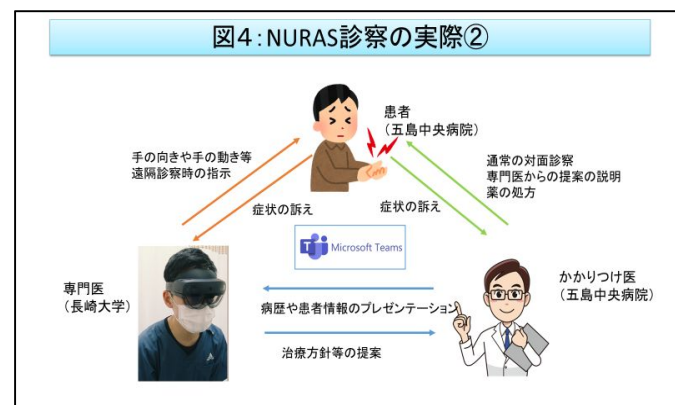 図4:NURAS診察の実際②
患者
(五島中央病院)
手の向きや手の動き等
遠隔診察時の指示
通常の対面診察
専門医からの提案の説明
薬の処方
症状の訴え
症状の訴え
Microsoft Teams
専門医
(長崎大学)
かかりつけ医
(五島中央病院)
病歴や患者情報のプレゼンテーション
治療方針等の提案